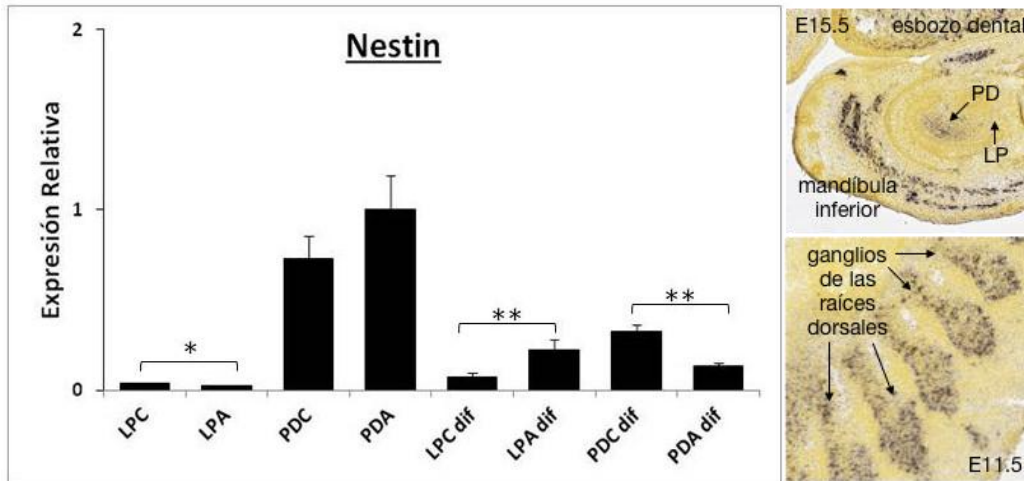 Nestin
Expresión Relativa
2
1
0
*
**
**
LPC
LPA
PDC
PDA
LPC dif
LPA dif
PDC dif
PDA dif
E15.5 esbozo dental
PD
LP
mandíbula
inferior
ganglios
de las
raíces
dorsales
E11.5